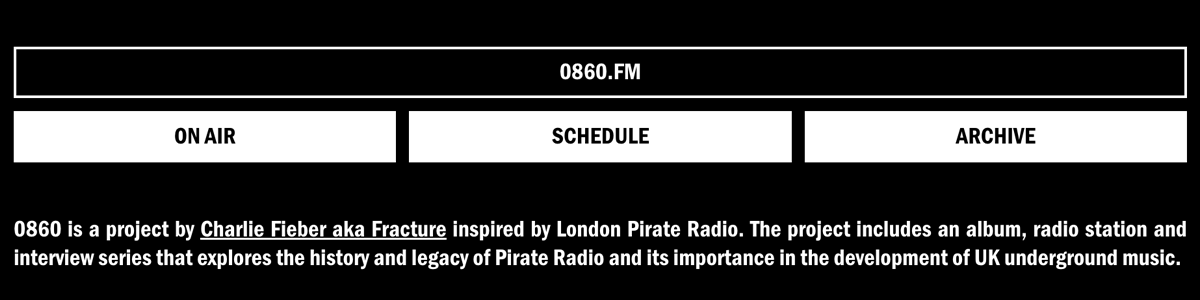 0860.FM
ON AIR
SCHEDULE
ARCHIVE
0860 is a project by Charlie Fieber aka Fracture inspired by London Pirate Radio. The project includes an album, radio station and
interview series that explores the history and legacy of Pirate Radio and its importance in the development of UK underground music.